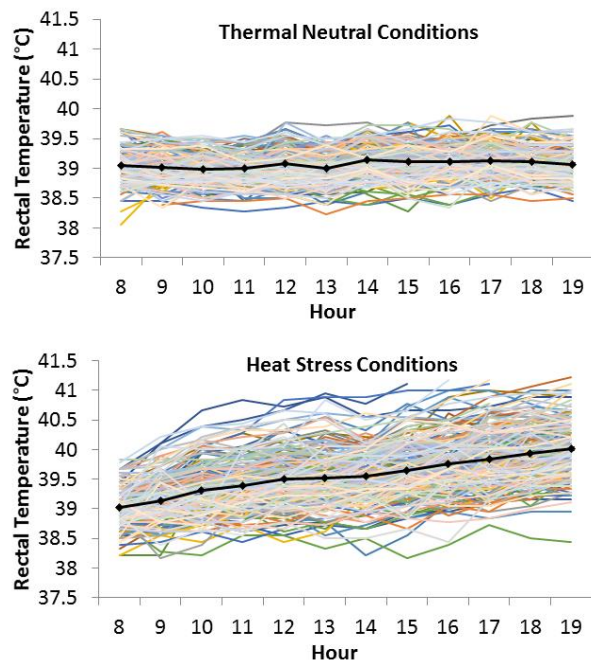 Thermal Neutral Conditions
Rectal Temperature (°C)
41.5
41
40.5
40
39.5
39
38.5
38
37.5
8 9 10 11 12 13 14 15 16 17 18 19
Hour
Heat Stress Conditions
Rectal Temperature (°C)
41.5
41
40.5
40
39.5
39
38.5
38
37.5
8 9 10 11 12 13 14 15 16 17 18 19
Hour